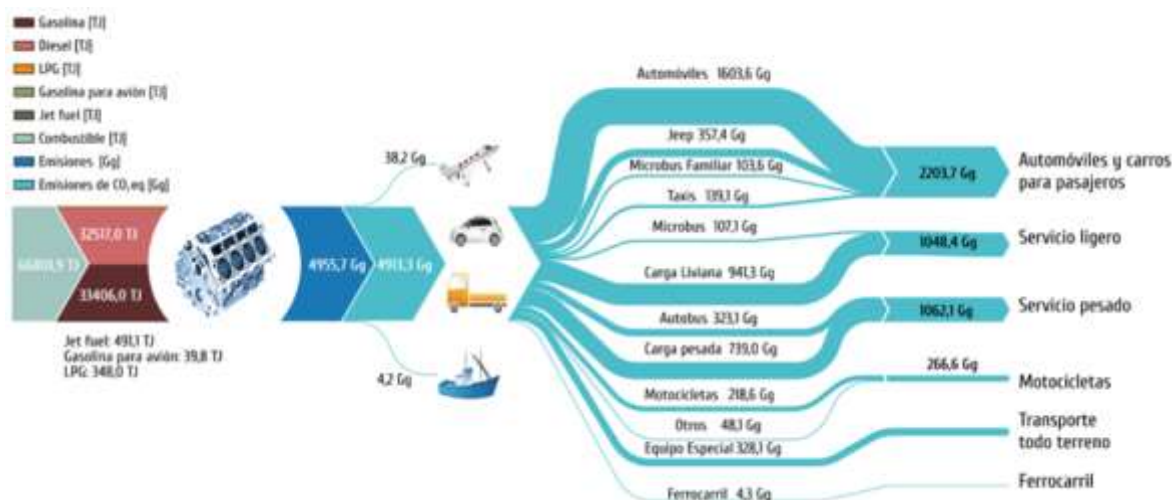 Gasolina [TJ]
Diesel [TJ]
LPG [TJ]
Gasolina para avión [TJ]
Jet fuel [TJ]
Combustible [TJ]
Emisiones [Gg]
Emisiones de CO₂eq [Gg]
66803,9 TJ
32517,0 TJ
33406,0 TJ
Jet fuel: 491,1 TJ
Gasolina para avión: 39,8 TJ
LPG: 348,0 TJ
4955,7 Gg
4913,3 Gg
38,2 Gg
4,2 Gg
Automóviles 1603,6 Gg
Jeep 357,4 Gg
Microbus Familiar 103,6 Gg
Taxis 139,1 Gg
Microbus 107,1 Gg
Carga Liviana 941,3 Gg
Autobus 323,1 Gg
Carga pesada 739,0 Gg
Motocicletas 218,6 Gg
Otros 48,1 Gg
Equipo Especial 328,1 Gg
Ferrocarril 4,3 Gg
2203,7 Gg
Automóviles y carros
para pasajeros
1048,4 Gg
Servicio lígero
1062,1 Gg
Servicio pesado
266,6 Gg
Motocicletas
Transporte
todo terreno
Ferrocarril